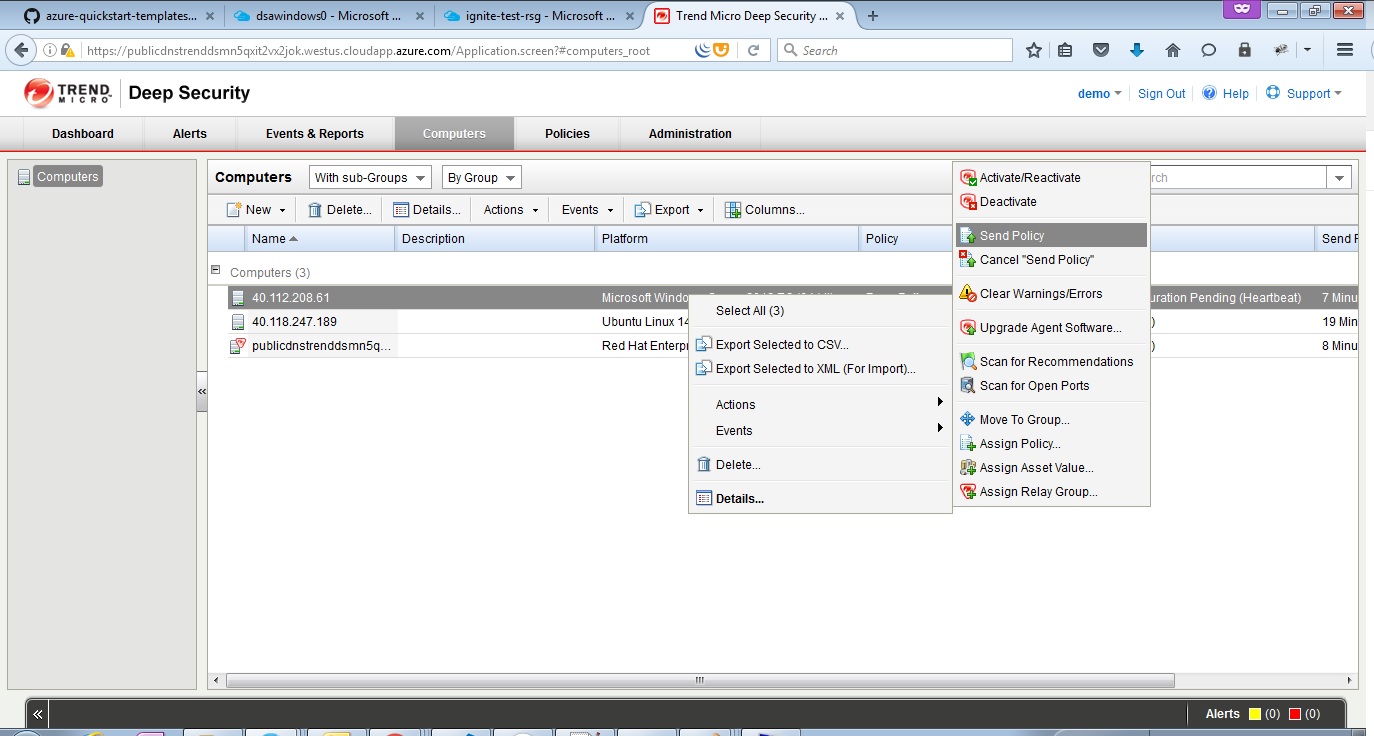 azure-quickstart-templates...
dsawindows0 - Microsoft ...
ignite-test-rsg - Microsoft ...
Trend Micro Deep Security ...
https://publicdnstrenddsmn5qxit2vx2jok.westus.cloudapp.azure.com/Application.screen?#computers_root
Search
TREND MICRO
Deep Security
demo
Sign Out
Help
Support
Dashboard
Alerts
Events & Reports
Computers
Policies
Administration
Computers
Computers
With sub-Groups
By Group
rch
New
Delete...
Details...
Actions
Events
Export
Columns...
Name
Description
Platform
Policy
Send P
Computers (3)
40.112.208.61
Microsoft Windo
uration Pending (Heartbeat)
7 Minu
40.118.247.189
Ubuntu Linux 14
)
19 Min
publicdnstrenddsmn5q...
Red Hat Enterpr
)
8 Minu
Select All (3)
Export Selected to CSV...
Export Selected to XML (For Import)...
Actions
Events
Delete...
Details...
Activate/Reactivate
Deactivate
Send Policy
Cancel "Send Policy"
Clear Warnings/Errors
Upgrade Agent Software...
Scan for Recommendations
Scan for Open Ports
Move To Group...
Assign Policy...
Assign Asset Value...
Assign Relay Group...
Alerts (0) (0)